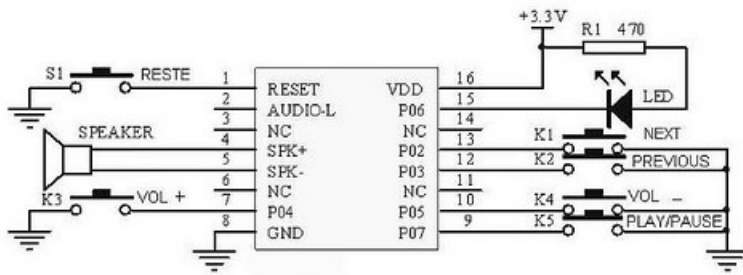 +3.3V
R1 470
S1 RESTE
1 RESET VDD 16
LED
2 AUDIO-L P06 15
3 NC NC 14
SPEAKER
K1 NEXT
4 SPK+ P02 13
K2 PREVIOUS
5 SPK- P03 12
6 NC NC 11
K3 VOL +
K4 VOL -
7 P04 P05 10
K5 PLAY/PAUSE
8 GND P07 9